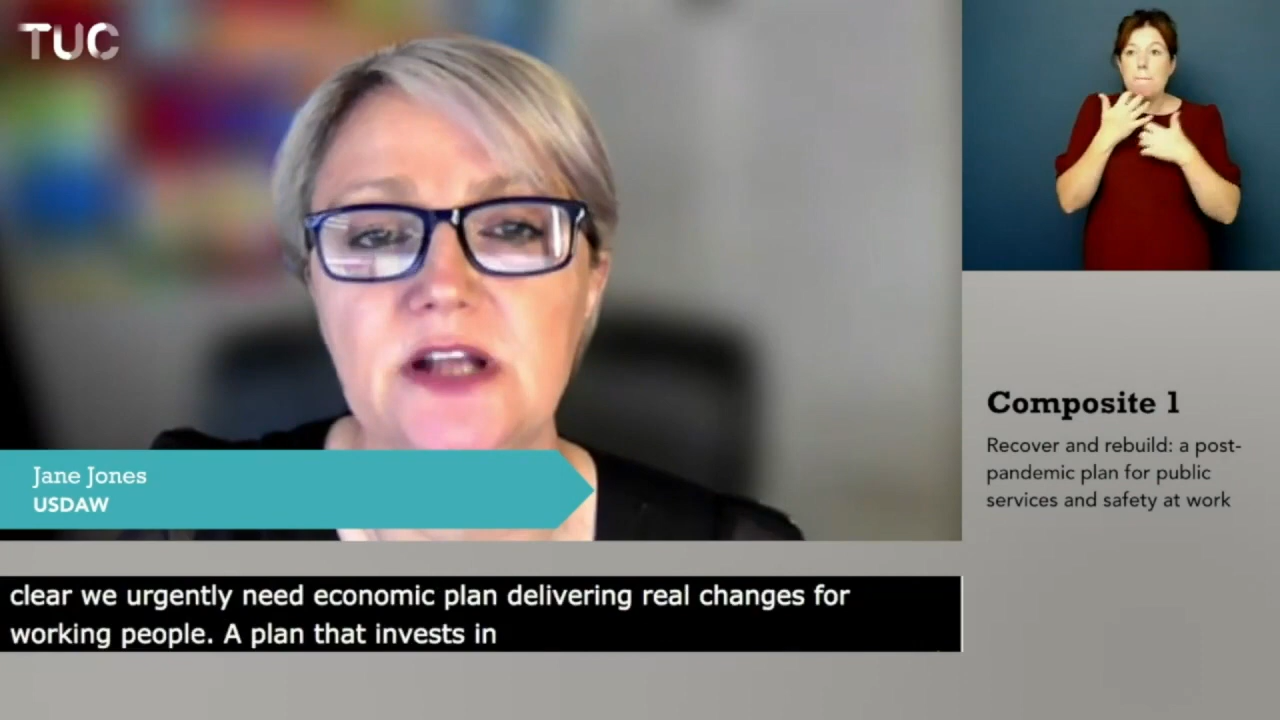 TUC
Jane Jones
USDAW
Composite 1
Recover and rebuild: a post-
pandemic plan for public
services and safety at work
clear we urgently need economic plan delivering real changes for
working people. A plan that invests in